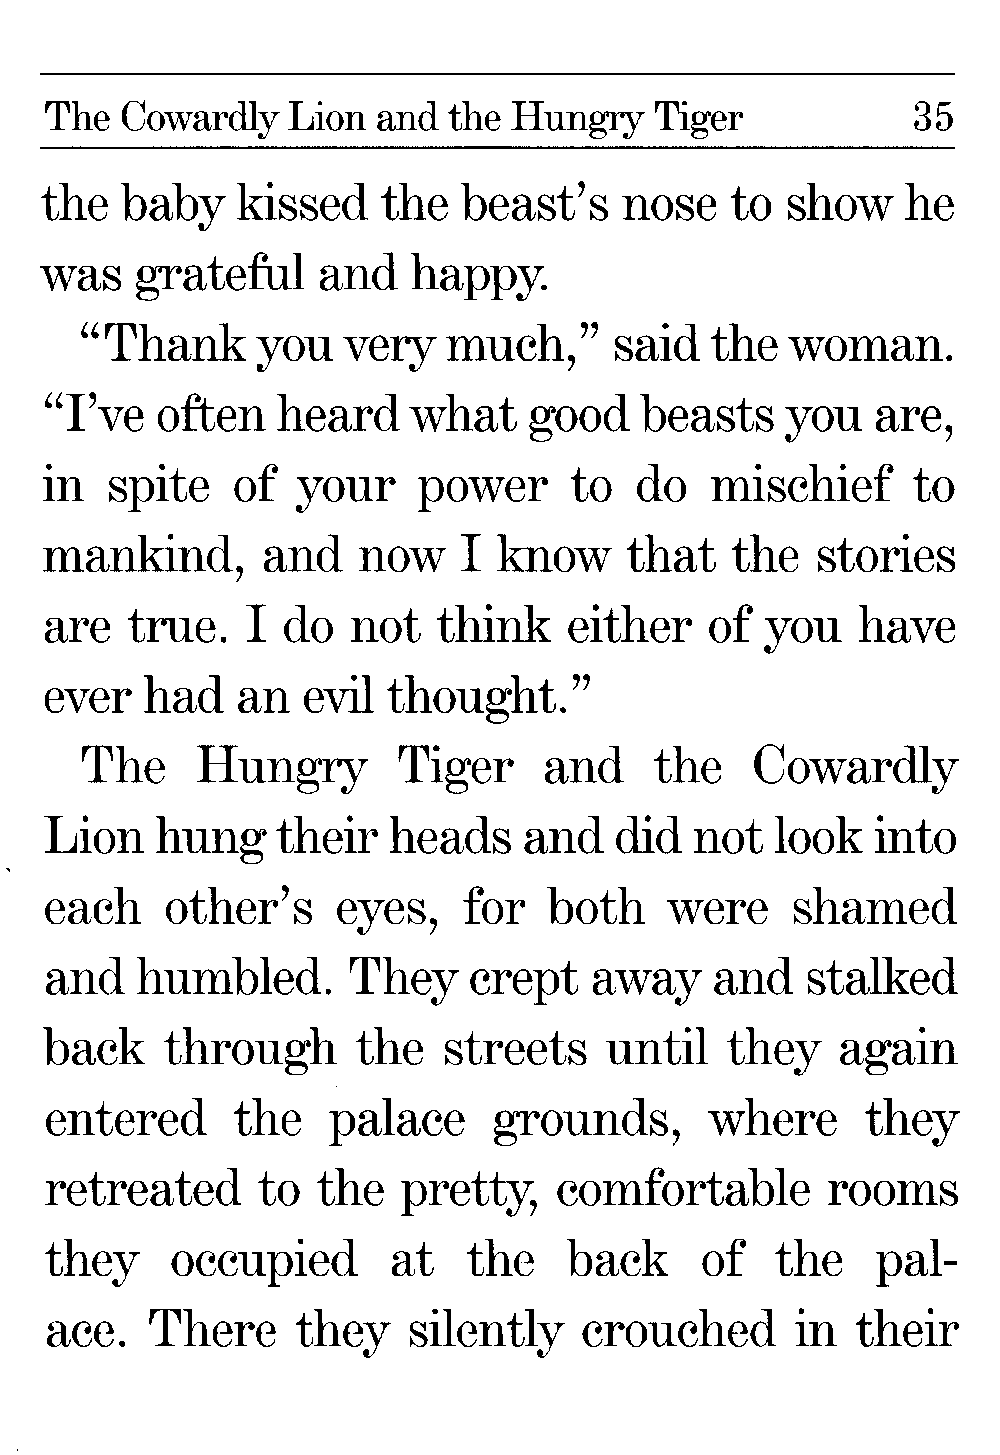 The Cowardly Lion and the Hungry Tiger 35
the baby kissed the beast's nose to show he
was grateful and happy.
“Thank you very much,” said the woman.
“I've often heard what good beasts you are,
in spite of your power to do mischief to
mankind, and now I know that the stories
are true. I do not think either of you have
ever had an evil thought.”
The Hungry Tiger and the Cowardly
Lion hung their heads and did not look into
each other's eyes, for both were shamed
and humbled. They crept away and stalked
back through the streets until they again
entered the palace grounds, where they
retreated to the pretty, comfortable rooms
they occupied at the back of the pal-
ace. There they silently crouched in their